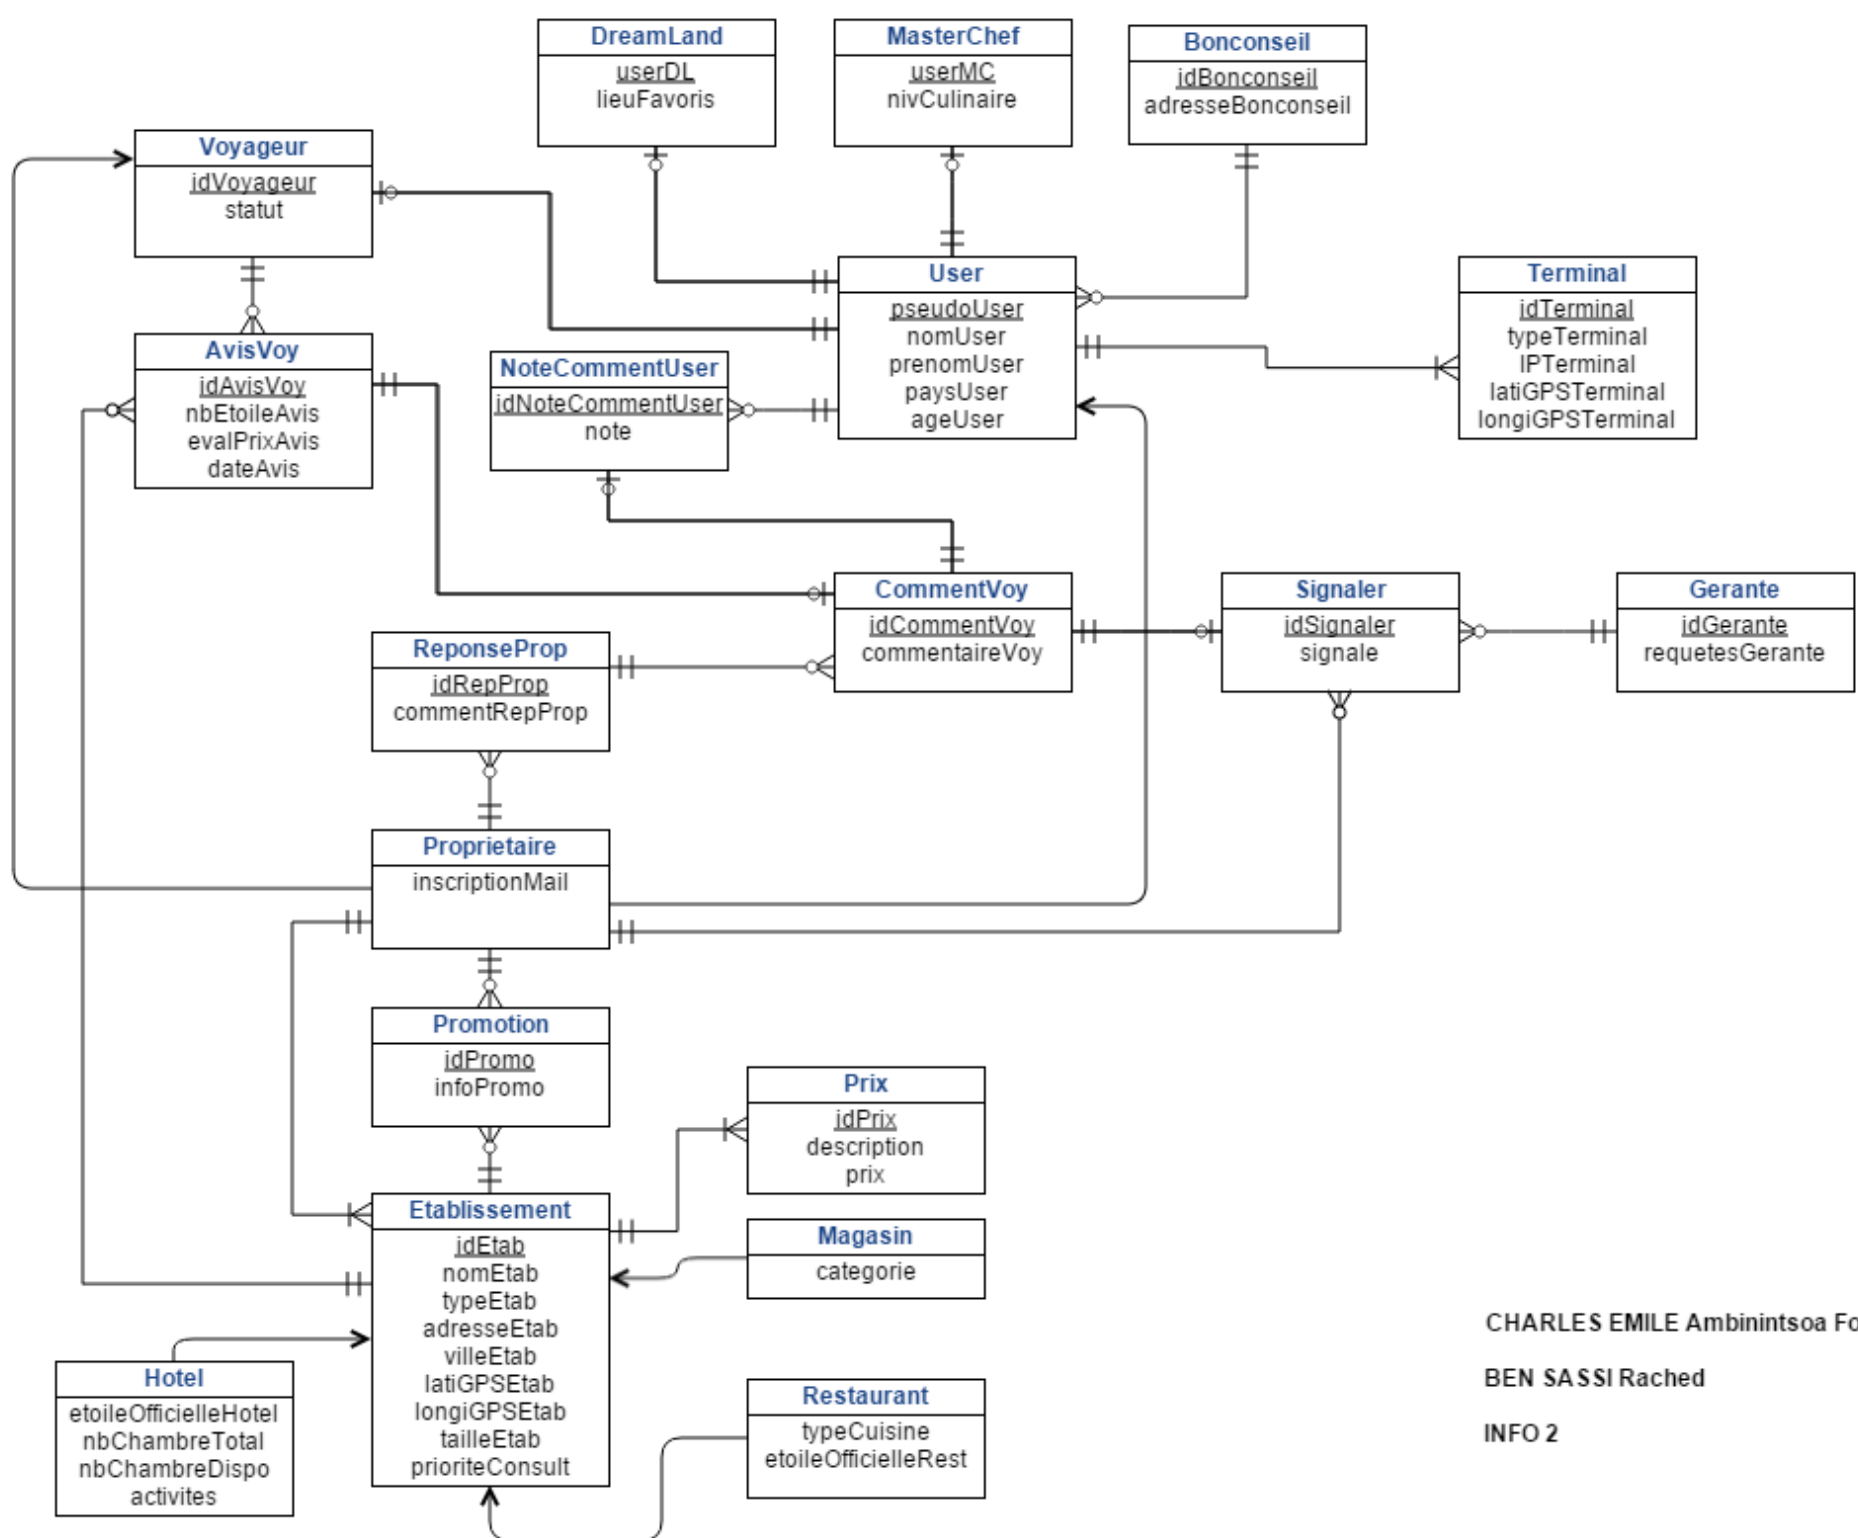 DreamLand
userDL
lieuFavoris
MasterChef
userMC
nivCulinaire
Bonconseil
idBonconseil
adresseBonconseil
Voyageur
idVoyageur
statut
User
pseudoUser
nomUser
prenomUser
paysUser
ageUser
Terminal
idTerminal
typeTerminal
IPTerminal
latiGPSTerminal
longiGPSTerminal
AvisVoy
idAvisVoy
nbEtoileAvis
evalPrixAvis
dateAvis
NoteCommentUser
idNoteCommentUser
note
CommentVoy
idCommentVoy
commentaireVoy
Signaler
idSignaler
signale
Gerante
idGerante
requetesGerante
ReponseProp
idRepProp
commentRepProp
Proprietaire
inscriptionMail
Promotion
idPromo
infoPromo
Prix
idPrix
description
prix
Etablissement
idEtab
nomEtab
typeEtab
adresseEtab
villeEtab
latiGPSEtab
longiGPSEtab
tailleEtab
prioriteConsult
Magasin
categorie
Hotel
etoileOfficielleHotel
nbChambreTotal
nbChambreDispo
activites
Restaurant
typeCuisine
etoileOfficielleRest
CHARLES EMILE Ambinintsoa Fo
BEN SASSI Rached
INFO 2